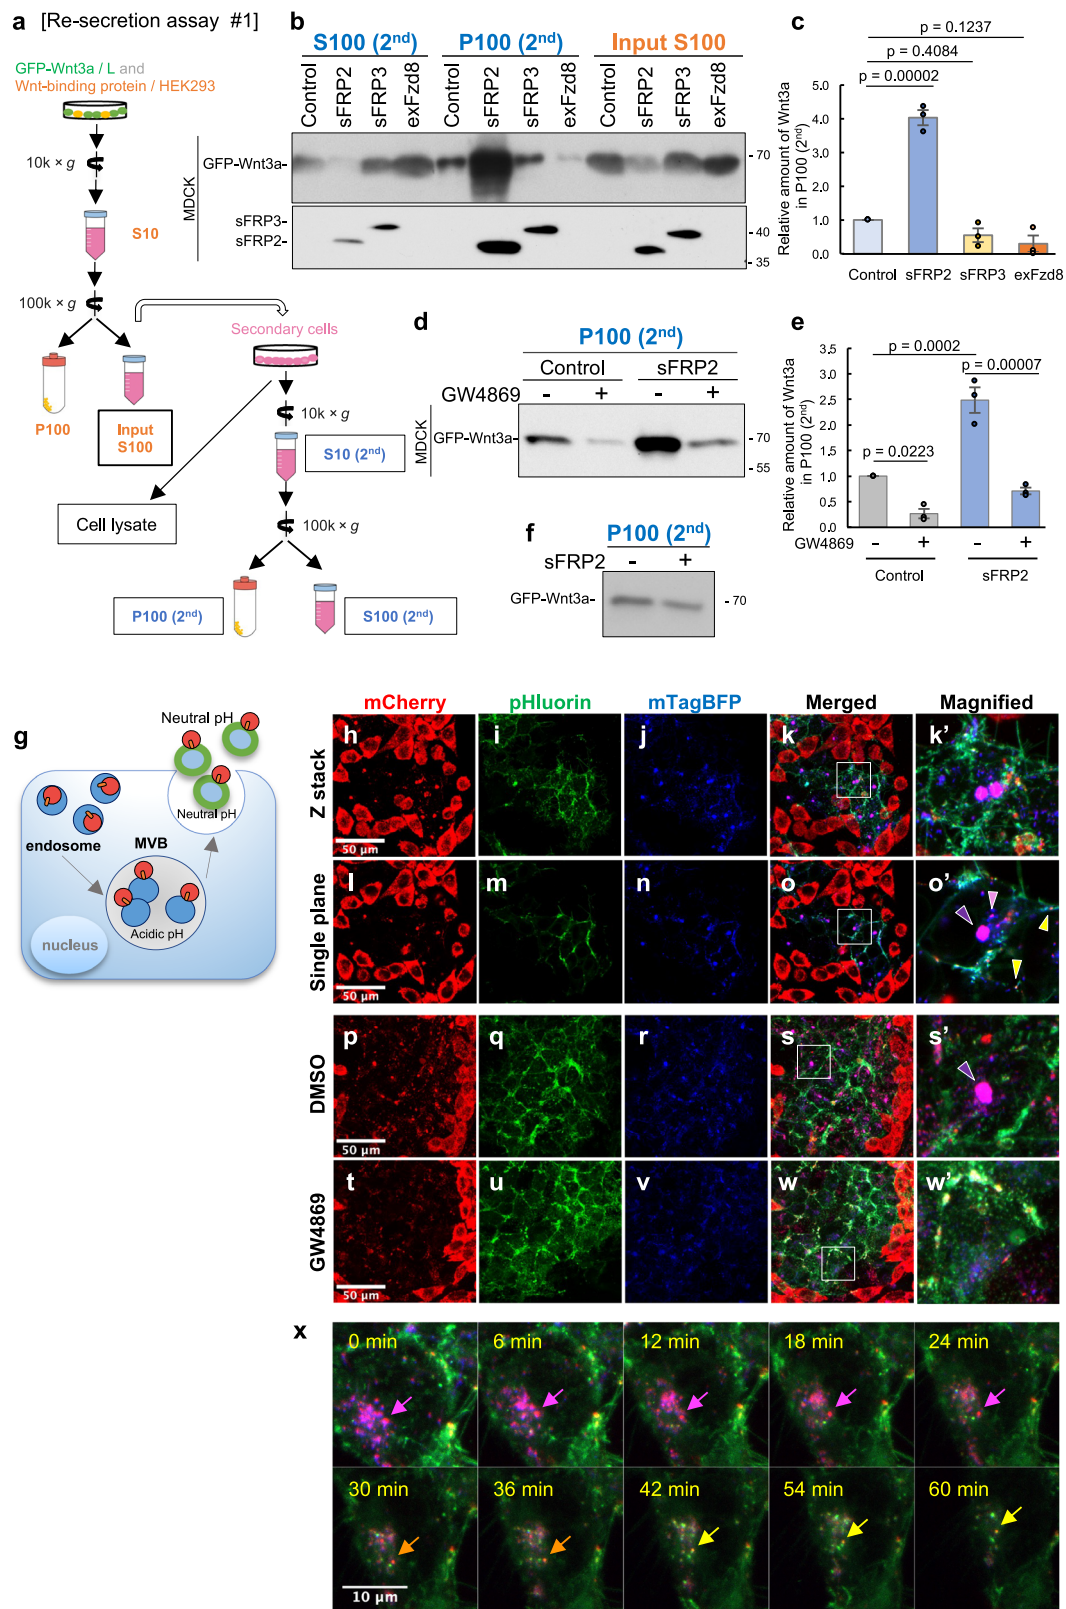 a [Re-secretion assay #1]
GFP-Wnt3a / L and
Wnt-binding protein / HEK293
10k × g
S10
100k × g
P100
Input
S100
Secondary cells
10k × g
S10 (2nd)
Cell lysate
100k × g
P100 (2nd)
S100 (2nd)
b
S100 (2nd) P100 (2nd) Input S100
Control sFRP2 sFRP3 exFzd8 Control sFRP2 sFRP3 exFzd8 Control sFRP2 sFRP3 exFzd8
MDCK
GFP-Wnt3a- - 70
sFRP3- - 40
sFRP2- - 35
c
p = 0.1237
p = 0.4084
p = 0.00002
Relative amount of Wnt3a
in P100 (2nd)
5.0
4.0
3.0
2.0
1.0
0.0
Control sFRP2 sFRP3 exFzd8
d
P100 (2nd)
Control sFRP2
GW4869 - + - +
MDCK
GFP-Wnt3a- - 70
- 55
e
p = 0.0002
p = 0.00007
p = 0.0223
Relative amount of Wnt3a
in P100 (2nd)
3.5
3.0
2.5
2.0
1.5
1.0
0.5
0.0
GW4869 - + - +
Control sFRP2
f
P100 (2nd)
sFRP2 - +
GFP-Wnt3a- - 70
g
Neutral pH
Neutral pH
endosome
MVB
Acidic pH
nucleus
mCherry pHluorin mTagBFP Merged Magnified
Z stack
h i j k k'
50 µm
Single plane
l m n o o'
50 µm
DMSO
p q r s s'
50 µm
GW4869
t u v w w'
50 µm
x
0 min 6 min 12 min 18 min 24 min
30 min 36 min 42 min 54 min 60 min
10 µm